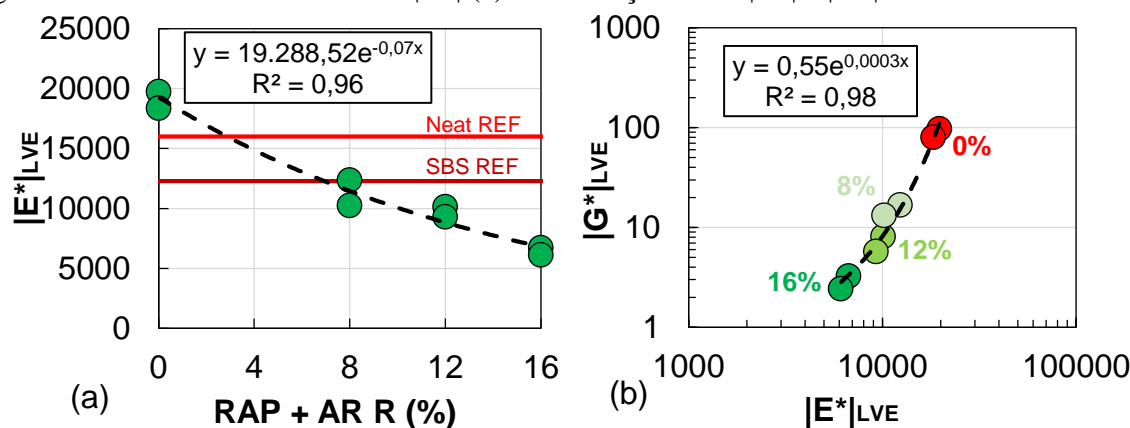 25000
20000
15000
10000
5000
0
|E*|LVE
y = 19.288,52e-0,07x
R² = 0,96
Neat REF
SBS REF
0 4 8 12 16
(a)
RAP + AR R (%)
1000
100
10
1
|G*|LVE
y = 0,55e0,0003x
R² = 0,98
0%
8%
12%
16%
1000 10000 100000
(b)
|E*|LVE